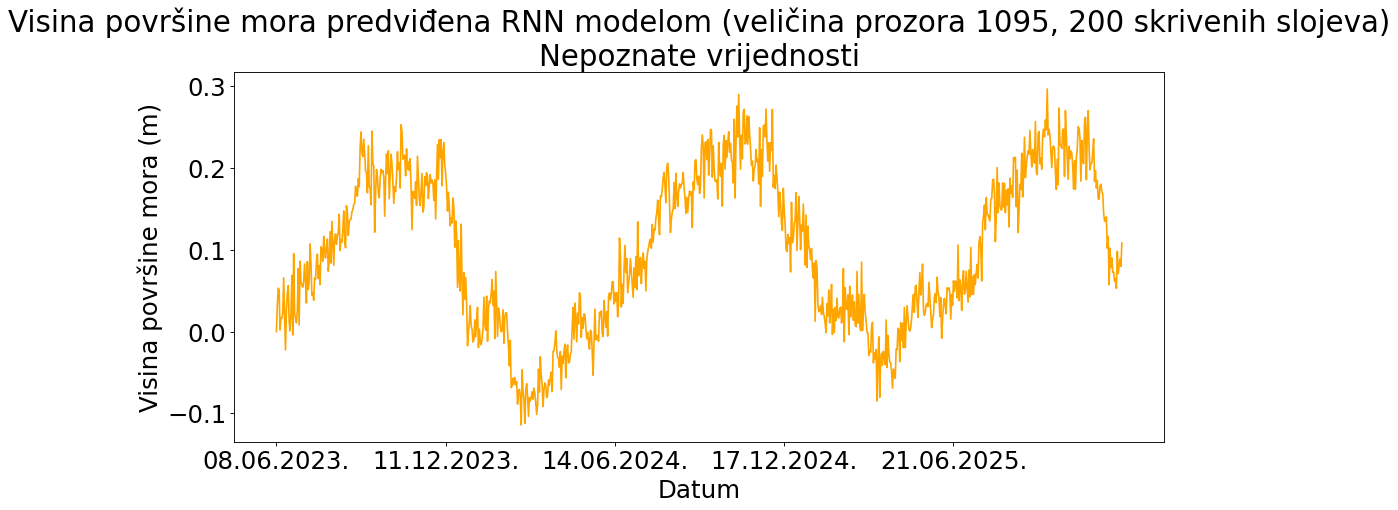 Visina površine mora predviđena RNN modelom (veličina prozora 1095, 200 skrivenih slojeva)
Nepoznate vrijednosti
Visina površine mora (m)
0.3
0.2
0.1
0.0
−0.1
08.06.2023. 11.12.2023. 14.06.2024. 17.12.2024. 21.06.2025.
Datum